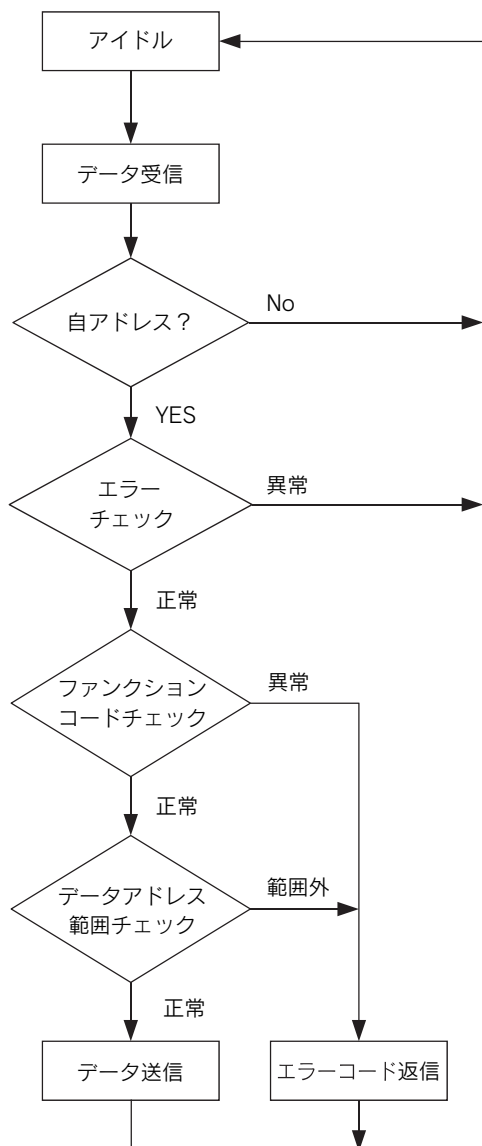 アイドル
データ受信
自アドレス？
No
YES
エラー
チェック
異常
正常
ファンクション
コードチェック
異常
正常
データアドレス
範囲チェック
範囲外
正常
データ送信
エラーコード返信